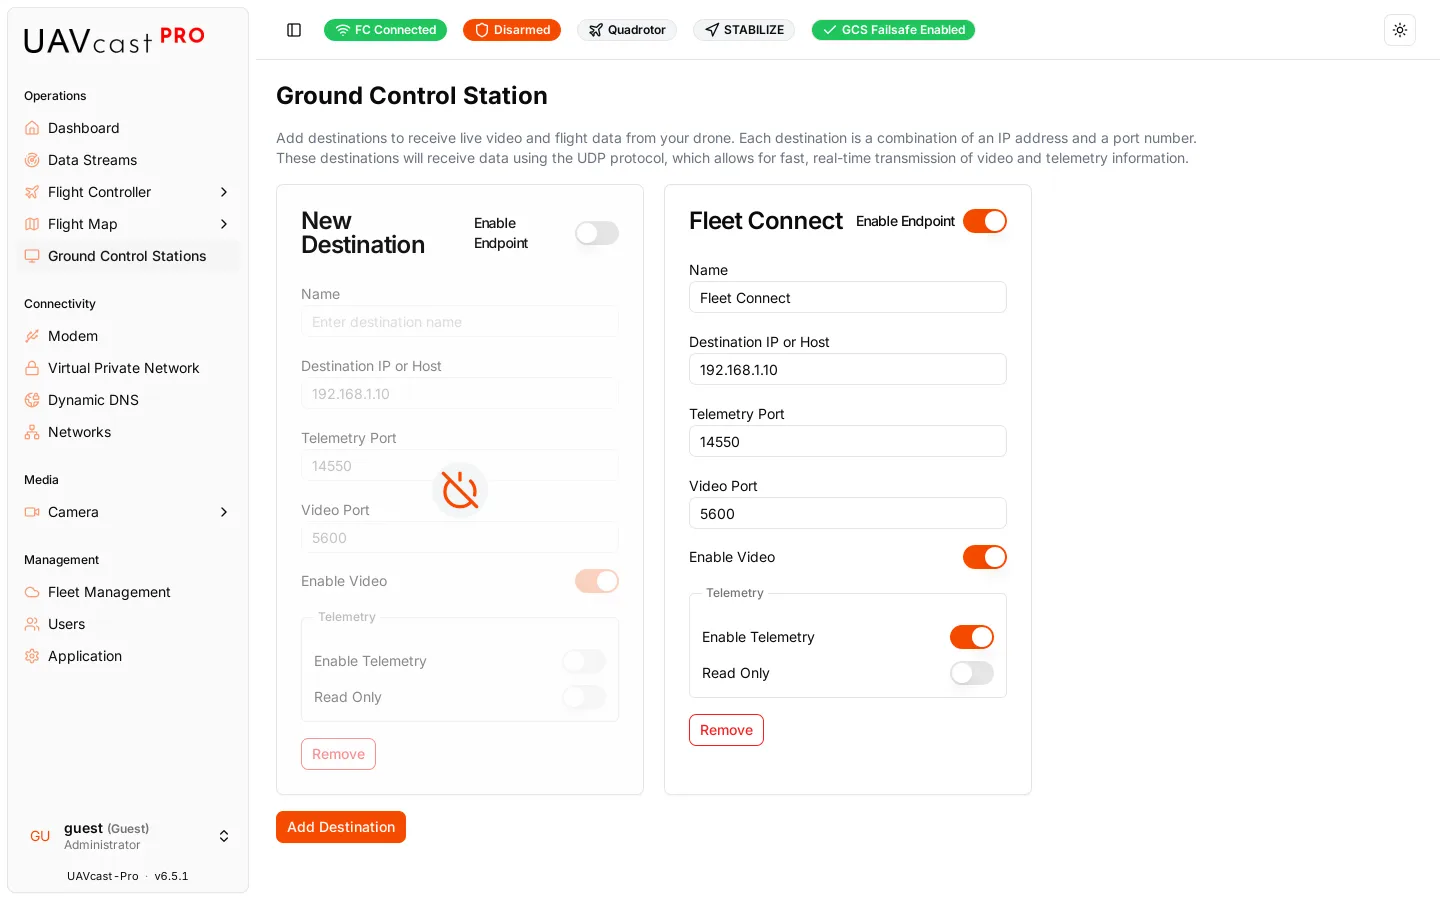 UAVcast PRO
FC Connected
Disarmed
Quadrotor
STABILIZE
GCS Failsafe Enabled
Operations
Dashboard
Data Streams
Flight Controller
Flight Map
Ground Control Stations
Connectivity
Modem
Virtual Private Network
Dynamic DNS
Networks
Media
Camera
Management
Fleet Management
Users
Application
GU
guest (Guest)
Administrator
UAVcast-Pro · v6.5.1
Ground Control Station
Add destinations to receive live video and flight data from your drone. Each destination is a combination of an IP address and a port number.
These destinations will receive data using the UDP protocol, which allows for fast, real-time transmission of video and telemetry information.
New
Destination
Enable
Endpoint
Name
Enter destination name
Destination IP or Host
192.168.1.10
Telemetry Port
14550
Video Port
5600
Enable Video
Telemetry
Enable Telemetry
Read Only
Remove
Fleet Connect
Enable Endpoint
Name
Fleet Connect
Destination IP or Host
192.168.1.10
Telemetry Port
14550
Video Port
5600
Enable Video
Telemetry
Enable Telemetry
Read Only
Remove
Add Destination